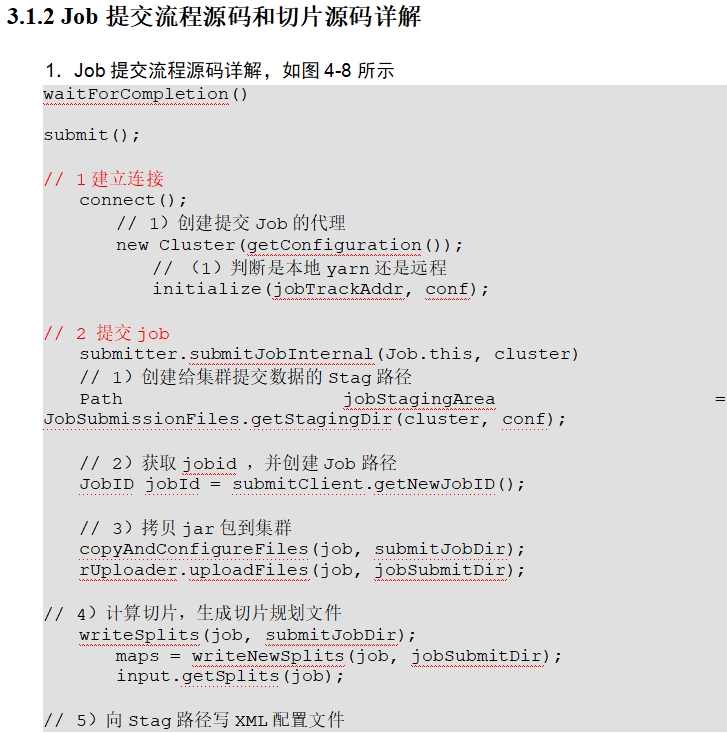 3.1.2 Job 提交流程源码和切片源码详解
1．Job 提交流程源码详解，如图 4-8 所示
waitForCompletion()
submit();
// 1 建立连接
connect();
// 1）创建提交 Job 的代理
new Cluster(getConfiguration());
// （1）判断是本地 yarn 还是远程
initialize(jobTrackAddr, conf);
// 2 提交 job
submitter.submitJobInternal(Job.this, cluster)
// 1）创建给集群提交数据的 Stag 路径
Path jobStagingArea =
JobSubmissionFiles.getStagingDir(cluster, conf);
// 2）获取 jobid ，并创建 Job 路径
JobID jobId = submitClient.getNewJobID();
// 3）拷贝 jar 包到集群
copyAndConfigureFiles(job, submitJobDir);
rUploader.uploadFiles(job, jobSubmitDir);
// 4）计算切片，生成切片规划文件
writeSplits(job, submitJobDir);
maps = writeNewSplits(job, jobSubmitDir);
input.getSplits(job);
// 5）向 Stag 路径写 XML 配置文件